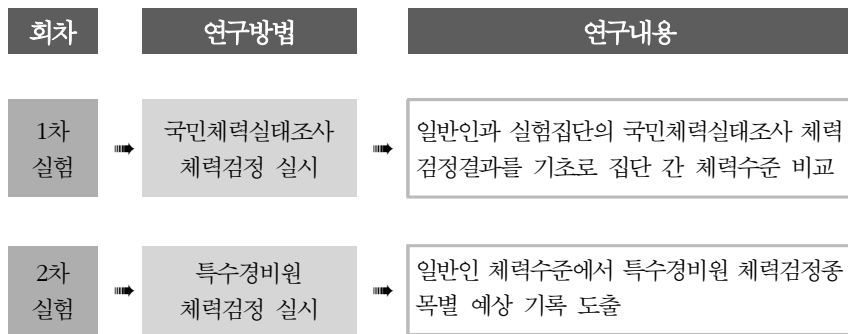 회차 연구방법 연구내용
1차
실험
국민체력실태조사
체력검정 실시
일반인과 실험집단의 국민체력실태조사 체력
검정결과를 기초로 집단 간 체력수준 비교
2차
실험
특수경비원
체력검정 실시
일반인 체력수준에서 특수경비원 체력검정종
목별 예상 기록 도출